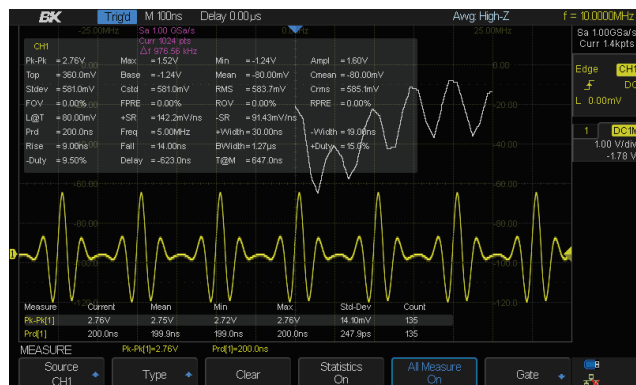 BK Trig'd M 100ns Delay 0.00μs Awg: High-Z f = 10.0000MHz
-25.00MHz Sa 1.00GSa/s 25.00MHz Sa 1.00GSa/s
Curr 1024 pts Curr 1.4kpts
CH1 Δf 976.56 kHz
Pk-Pk =2.76V Max =1.52V Min =-1.24V Ampl =1.60V Edge CH1
Top =360.0mV Base =-1.24V Mean =-80.00mV Cmean =-80.00mV DC
Stdev =581.0mV Cstd =581.0mV RMS =583.7mV Crms =585.1mV L 0.00mV
FOV =0.00% FPRE =0.00% ROV =0.00% RPRE =0.00%
L@T =80.00mV +SR =142.2mV/ns -SR =91.43mV/ns
Prd =200.0ns Freq =5.00MHz +Width =30.00ns -Width =19.00ns 1 DC1M
Rise =9.00ns Fall =14.00ns BWidth=1.27μs +Duty =15.0% 1.00 V/div
-Duty =9.50% Delay =-623.0ns T@M =647.0ns -1.78 V
-60.00 -60.00
-80.00 -80.00
1
-100.0 -100.0
-120.0 -120.0
Measure Current Mean Min Max Std-Dev Count
Pk-Pk[1] 2.76V 2.75V 2.72V 2.76V 14.10mV 135
Prd[1] 200.0ns 199.9ns 199.0ns 200.0ns 247.9ps 135
MEASURE Pk-Pk[1]=2.76V Prd[1]=200.0ns
Source Type Clear Statistics All Measure Gate
CH1 On On